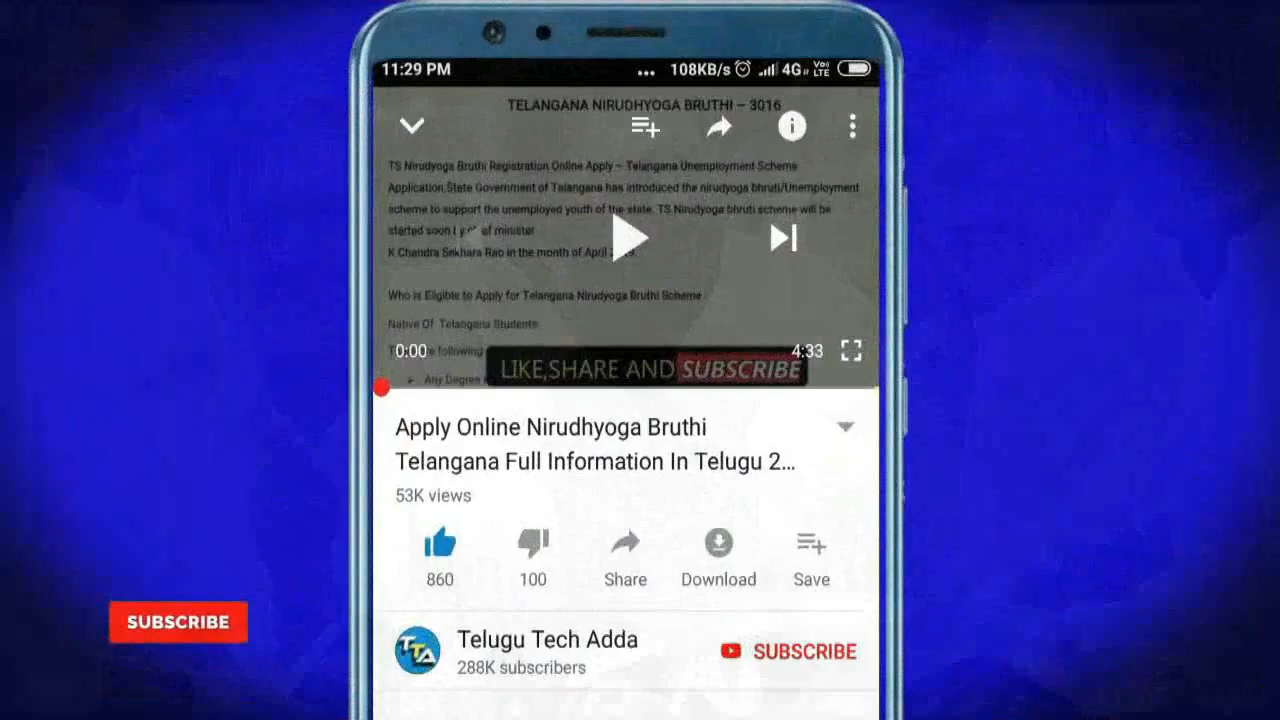 11:29 PM ... 108KB/s 4G VoLTE
TELANGANA NIRUDHYOGA BRUTHI – 3016
TS Nirudyoga Bruthi Registration Online Apply – Telangana Unemployment Scheme
Application.State Government of Telangana has introduced the nirudyoga bhruti/Unemployment
scheme to support the unemployed youth of the state. TS Nirudyoga bhruti scheme will be
started soon of minister
K Chandra Sekhara Rao in the month of April
Who is Eligible to Apply for Telangana Nirudyoga Bruthi Scheme
Native Of Telangana Students
0:00 following 4:33
LIKE,SHARE AND SUBSCRIBE
Any Degree
Apply Online Nirudhyoga Bruthi
Telangana Full Information In Telugu 2...
53K views
860 100 Share Download Save
SUBSCRIBE
TTA Telugu Tech Adda SUBSCRIBE
288K subscribers